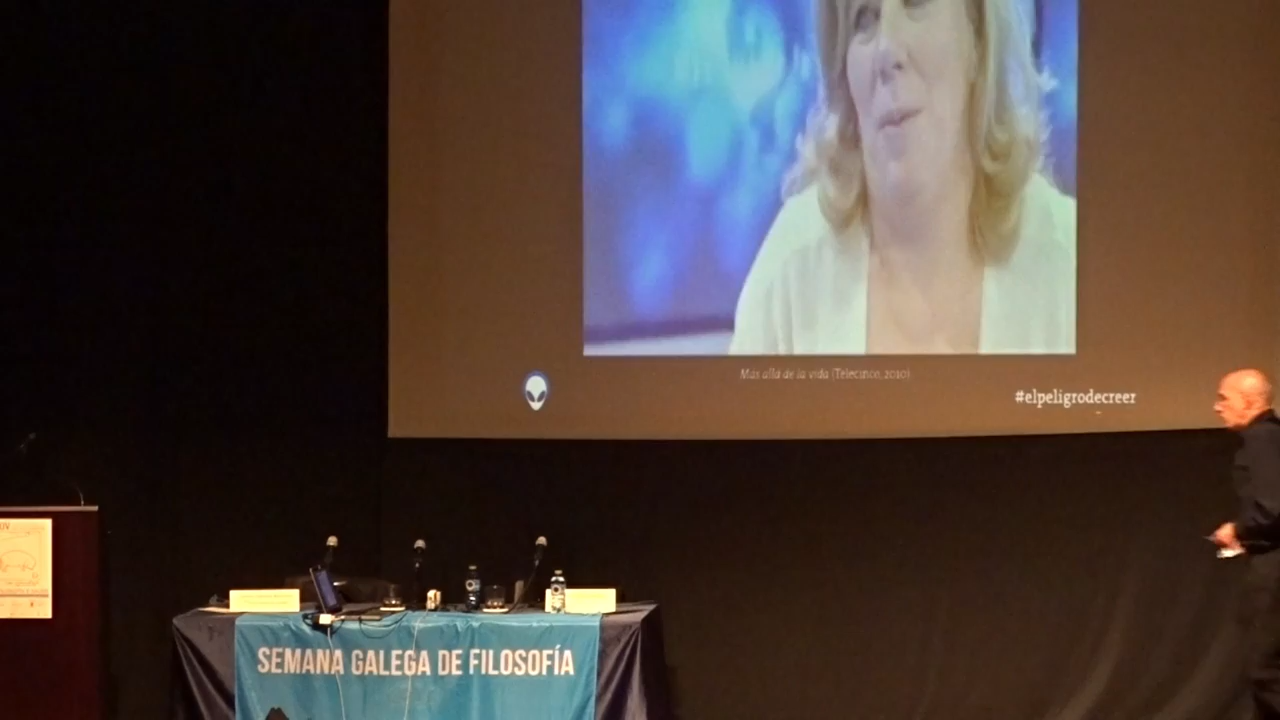 Más allá de la vida (Telecinco, 2010)
#elpeligrodecreer
SEMANA GALEGA DE FILOSOFÍA